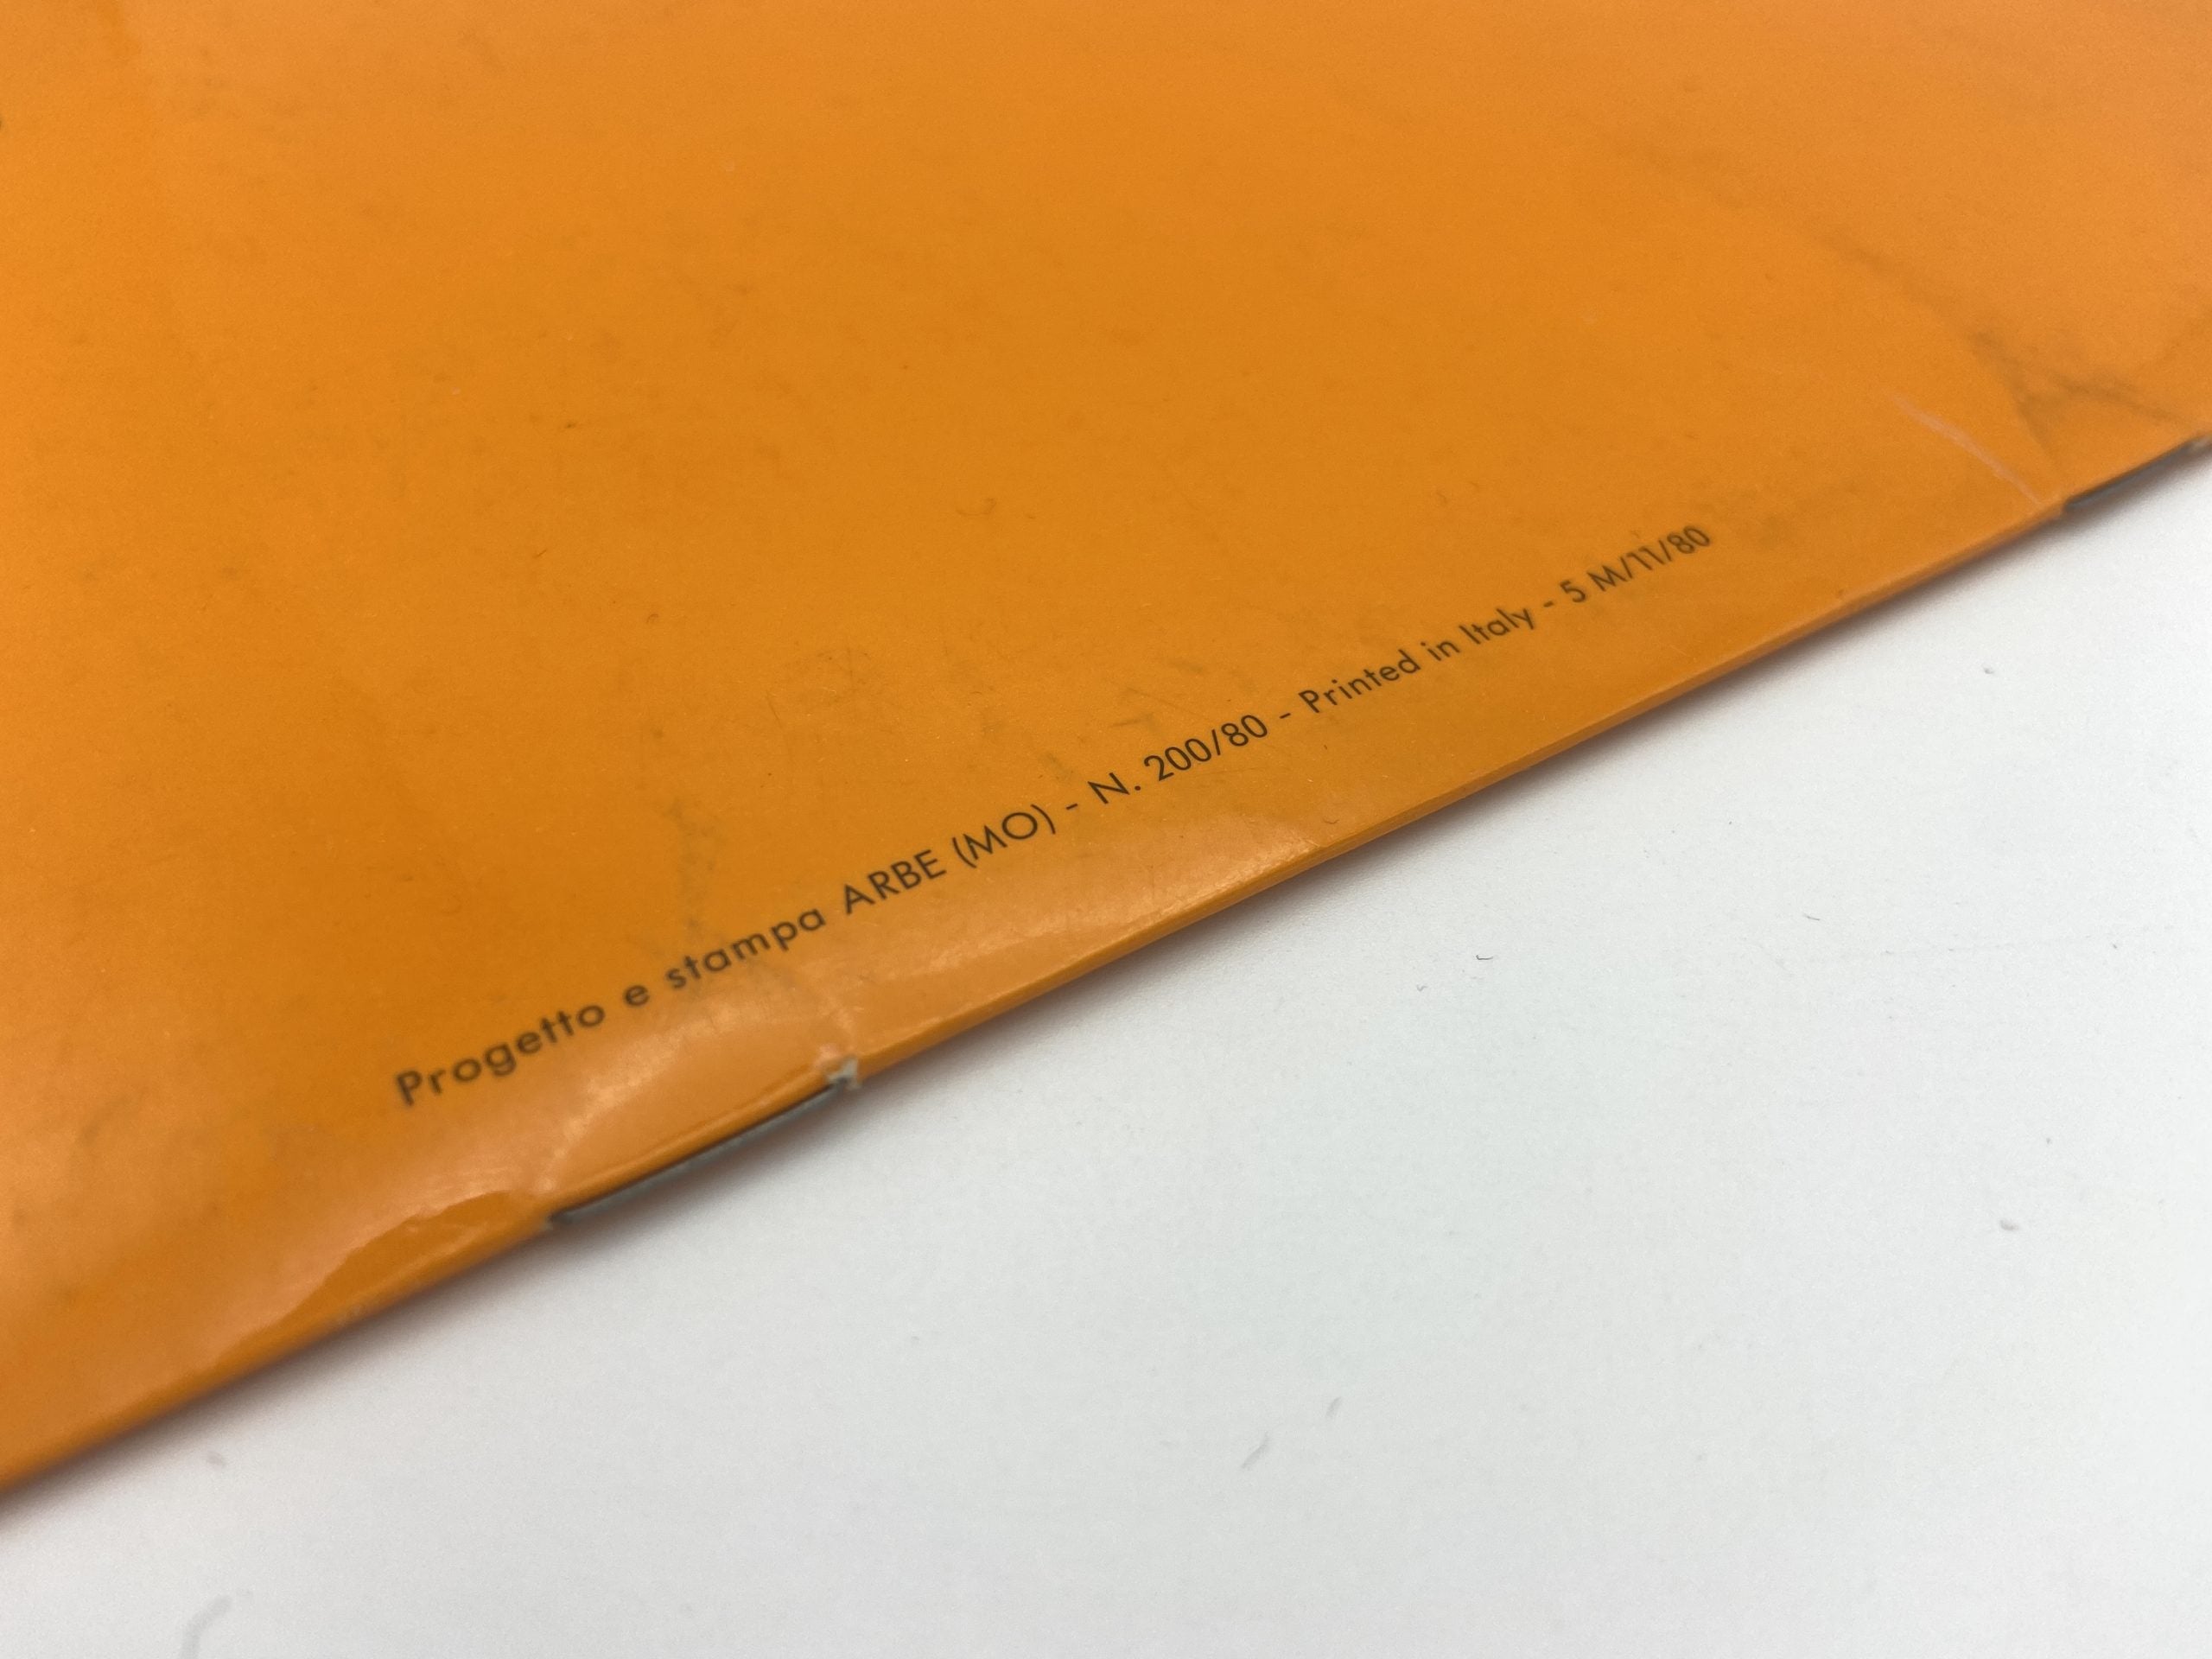 Progetto e stampa ARBE (MO) - N. 200/80 - Printed in Italy - 5 M/11/80